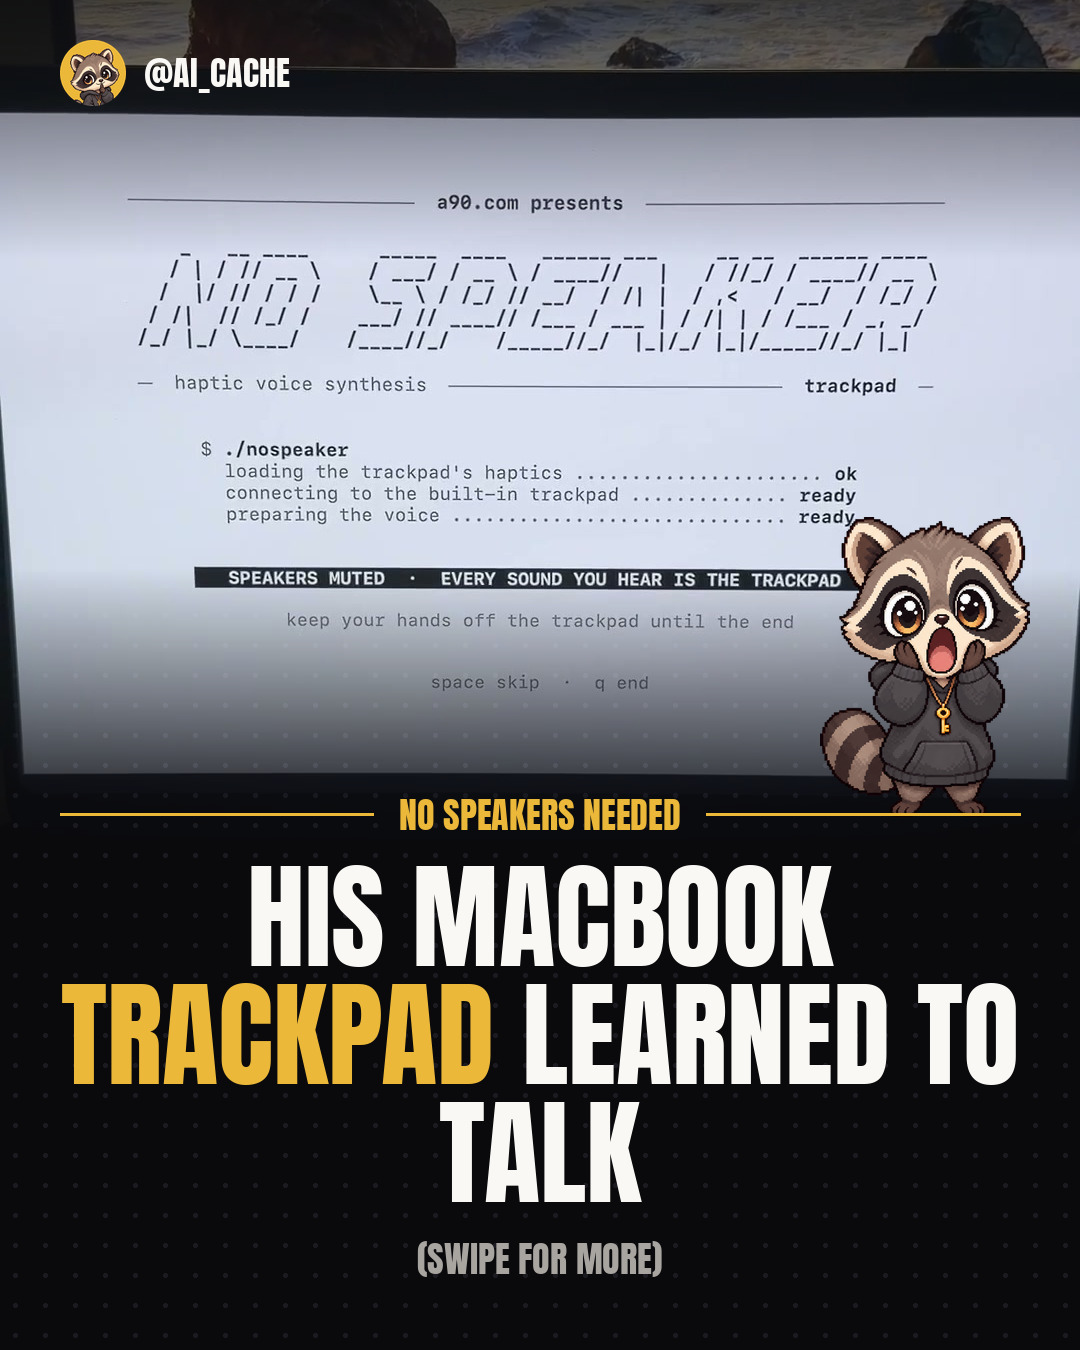 @AI_CACHE
a90.com presents
NO SPEAKER
— haptic voice synthesis trackpad —
$ ./nospeaker
loading the trackpad's haptics ....................... ok
connecting to the built-in trackpad .............. ready
preparing the voice ............................... ready
SPEAKERS MUTED · EVERY SOUND YOU HEAR IS THE TRACKPAD
keep your hands off the trackpad until the end
space skip · q end
NO SPEAKERS NEEDED
HIS MACBOOK
TRACKPAD LEARNED TO
TALK
(SWIPE FOR MORE)